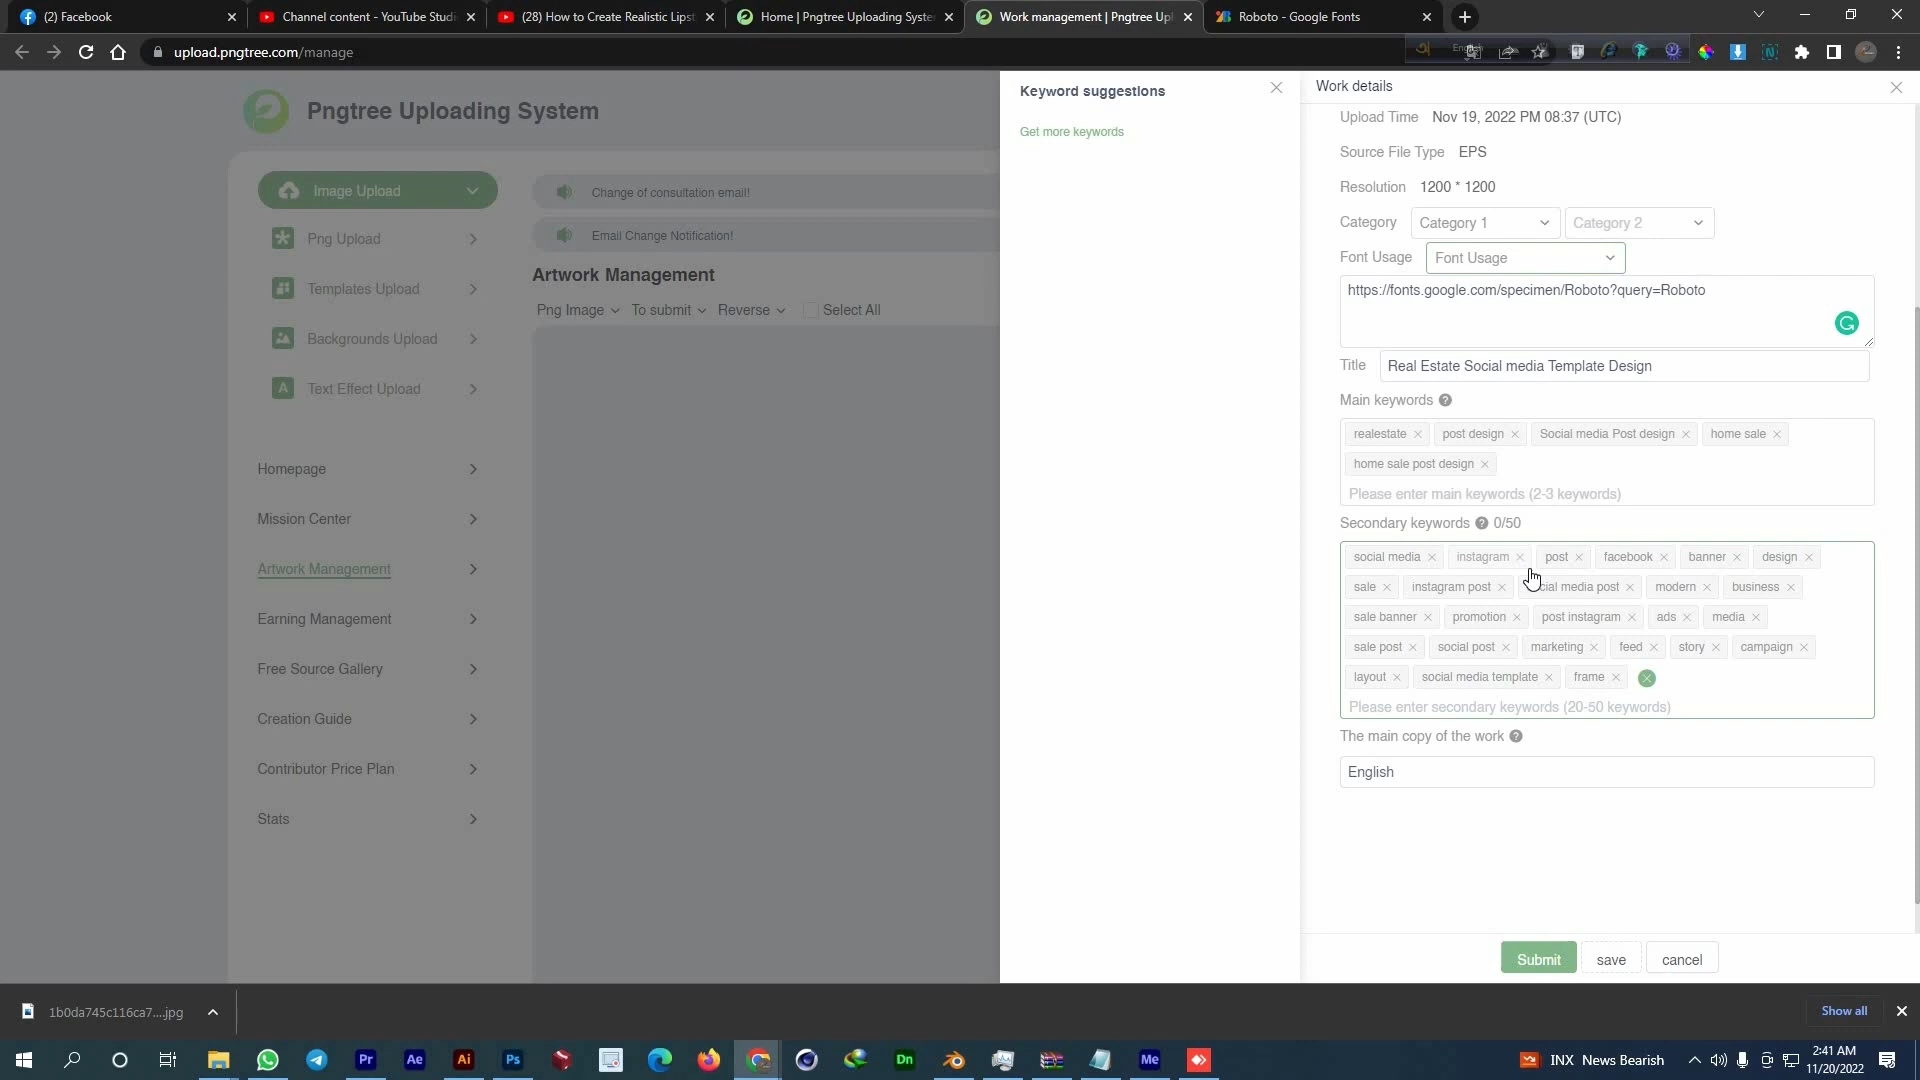 (2) Facebook
Channel content - YouTube Studi
(28) How to Create Realistic Lipst
Home | Pngtree Uploading System
Work management | Pngtree Upl
Roboto - Google Fonts
upload.pngtree.com/manage
Pngtree Uploading System
Image Upload
Png Upload
Templates Upload
Backgrounds Upload
Text Effect Upload
Homepage
Mission Center
Artwork Management
Earning Management
Free Source Gallery
Creation Guide
Contributor Price Plan
Stats
Change of consultation email!
Email Change Notification!
Artwork Management
Png Image To submit Reverse Select All
Keyword suggestions
Get more keywords
Work details
Upload Time Nov 19, 2022 PM 08:37 (UTC)
Source File Type EPS
Resolution 1200 * 1200
Category Category 1 Category 2
Font Usage Font Usage
https://fonts.google.com/specimen/Roboto?query=Roboto
Title Real Estate Social media Template Design
Main keywords
realestate post design Social media Post design home sale
home sale post design
Please enter main keywords (2-3 keywords)
Secondary keywords 0/50
social media instagram post facebook banner design
sale instagram post social media post modern business
sale banner promotion post instagram ads media
sale post social post marketing feed story campaign
layout social media template frame
Please enter secondary keywords (20-50 keywords)
The main copy of the work
English
Submit save cancel
1b0da745c116ca7....jpg
Show all
Pr Ae Ai Ps Dn Me
INX News Bearish
2:41 AM
11/20/2022